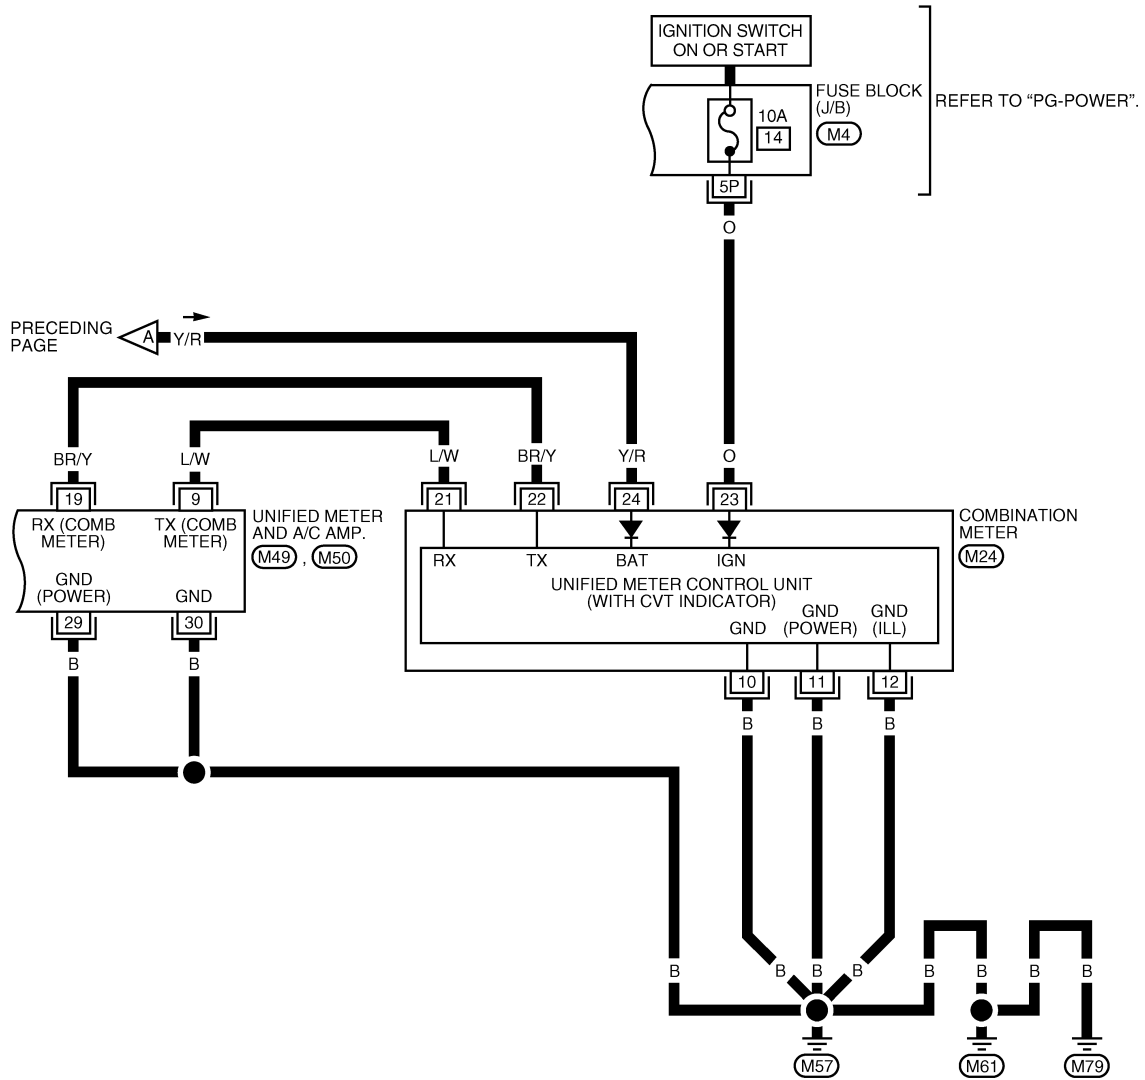 IGNITION SWITCH
ON OR START
FUSE BLOCK
(J/B)
M4
10A
14
5P
REFER TO “PG-POWER”.
O
PRECEDING
PAGE
A
Y/R
BR/Y
L/W
L/W
BR/Y
Y/R
O
19
9
21
22
24
23
RX (COMB
METER)
TX (COMB
METER)
GND
(POWER)
GND
UNIFIED METER
AND A/C AMP.
M49 , M50
RX
TX
BAT
IGN
UNIFIED METER CONTROL UNIT
(WITH CVT INDICATOR)
GND
GND
(POWER)
GND
(ILL)
COMBINATION
METER
M24
29
30
10
11
12
B
B
B
B
B
B
B
B
B
B
B
B
B
M57
M61
M79